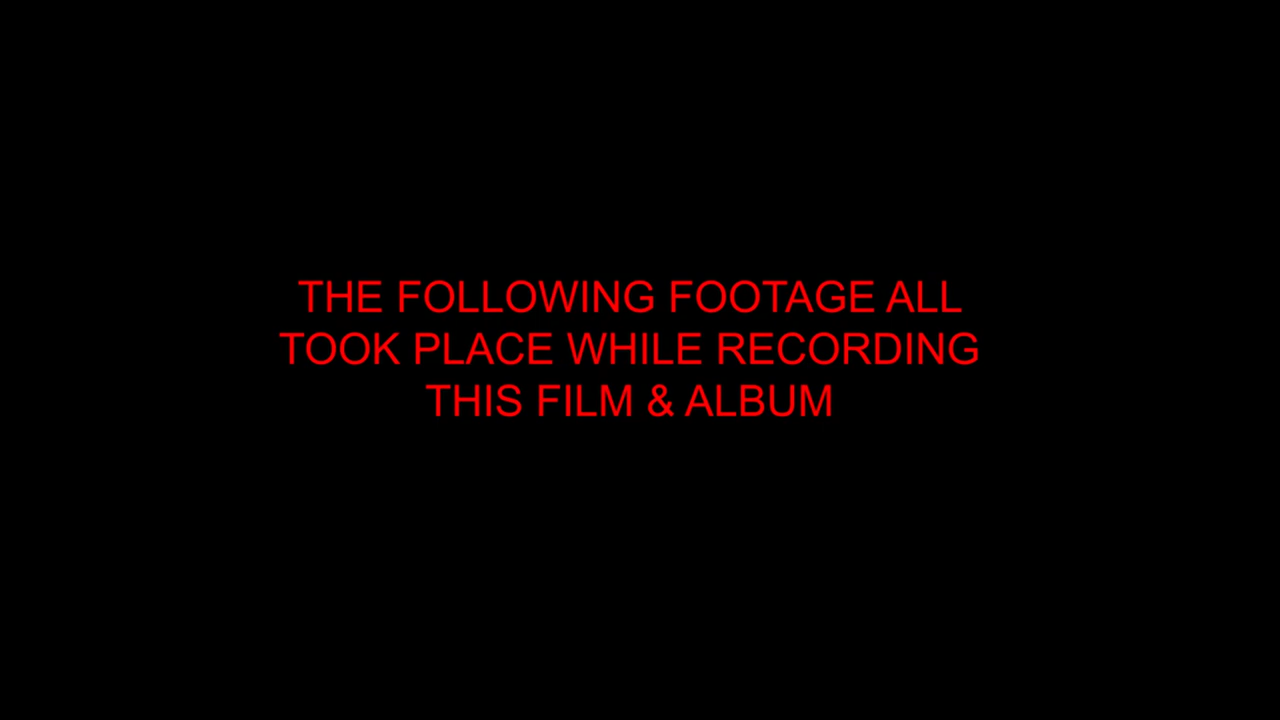 THE FOLLOWING FOOTAGE ALL
TOOK PLACE WHILE RECORDING
THIS FILM & ALBUM